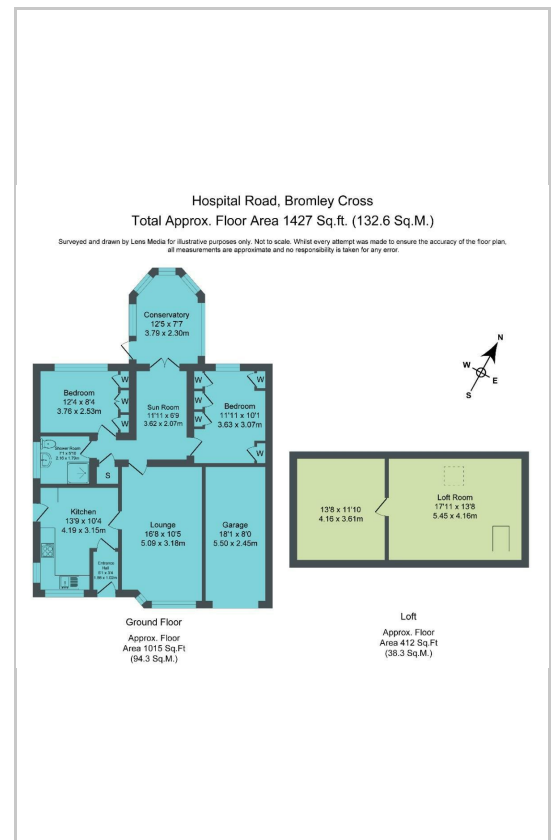 Hospital Road, Bromley Cross
Total Approx. Floor Area 1427 Sq.ft. (132.6 Sq.M.)
Surveyed and drawn by Lens Media for illustrative purposes only. Not to scale. Whilst every attempt was made to ensure the accuracy of the floor plan,
all measurements are approximate and no responsibility is taken for any error.
Conservatory
12'5 x 7'7
3.79 x 2.30m
N
W
E
S
Bedroom
12'4 x 8'4
3.76 x 2.53m
W
W
W
Sun Room
11'11 x 6'9
3.62 x 2.07m
W
W
W
W
Bedroom
11'11 x 10'1
3.63 x 3.07m
W
Shower Room
S
Kitchen
13'9 x 10'4
4.19 x 3.15m
Entrance
Hall
Lounge
16'8 x 10'5
5.09 x 3.18m
Garage
18'1 x 8'0
5.50 x 2.45m
13'8 x 11'10
4.16 x 3.61m
Loft Room
17'11 x 13'8
5.45 x 4.16m
Ground Floor
Approx. Floor
Area 1015 Sq.Ft
(94.3 Sq.M.)
Loft
Approx. Floor
Area 412 Sq.Ft
(38.3 Sq.M.)